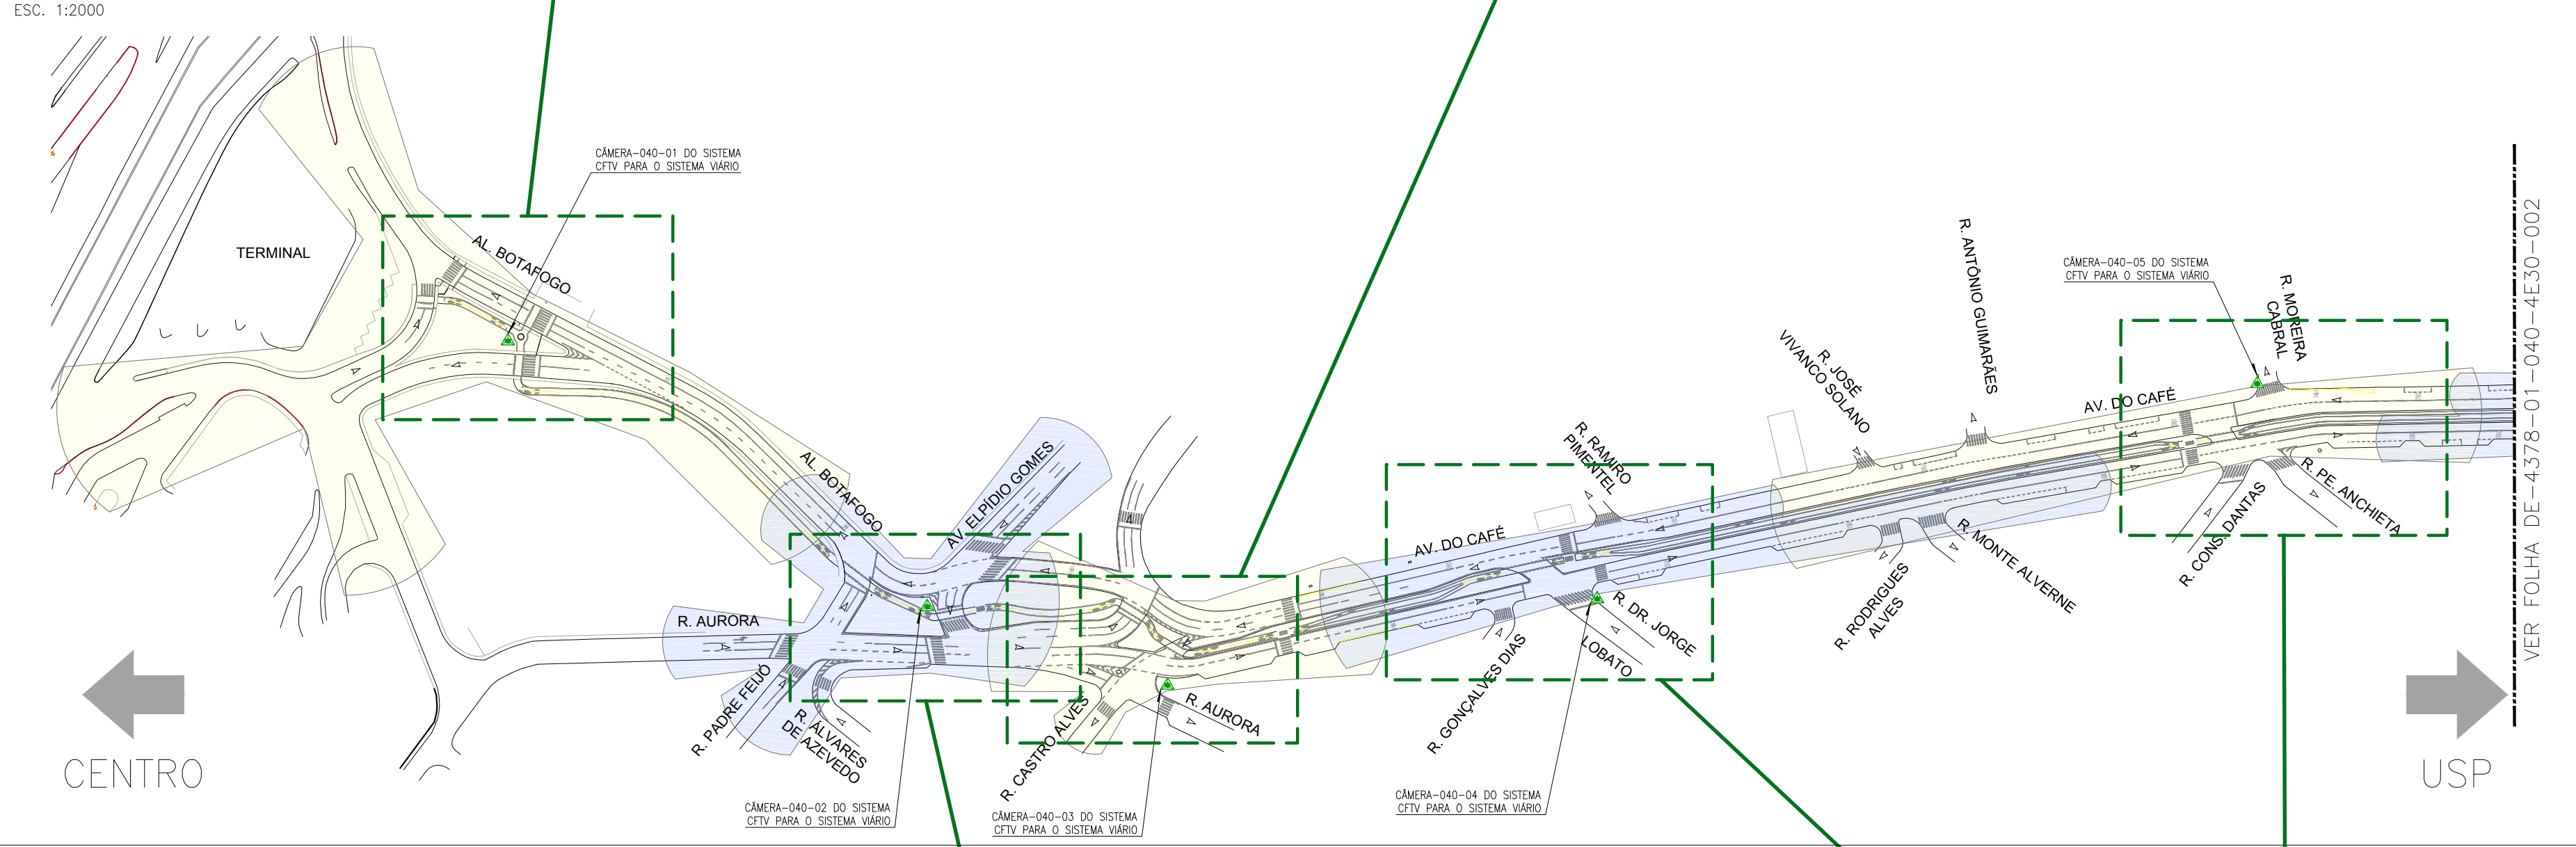 ESC. 1:2000
CÂMERA-040-01 DO SISTEMA
CFTV PARA O SISTEMA VIÁRIO
TERMINAL
AL. BOTAFOGO
AL. BOTAFOGO
AV. ELPÍDIO GOMES
R. AURORA
R. PADRE FEIJÓ
R. ÁLVARES
DE AZEVEDO
CÂMERA-040-02 DO SISTEMA
CFTV PARA O SISTEMA VIÁRIO
R. CASTRO ALVES
R. AURORA
CÂMERA-040-03 DO SISTEMA
CFTV PARA O SISTEMA VIÁRIO
AV. DO CAFÉ
R. RAMIRO
PIMENTEL
R. GONÇALVES DIAS
R. DR. JORGE
LOBATO
CÂMERA-040-04 DO SISTEMA
CFTV PARA O SISTEMA VIÁRIO
R. JOSÉ
VIVANCO SOLANO
R. ANTÔNIO GUIMARÃES
R. RODRIGUES
ALVES
R. MONTE ALVERNE
AV. DO CAFÉ
CÂMERA-040-05 DO SISTEMA
CFTV PARA O SISTEMA VIÁRIO
R. MOREIRA
CABRAL
R. CONS. DANTAS
R. PE. ANCHIETA
VER FOLHA DE-4378-01-040-4E30-002
CENTRO
USP